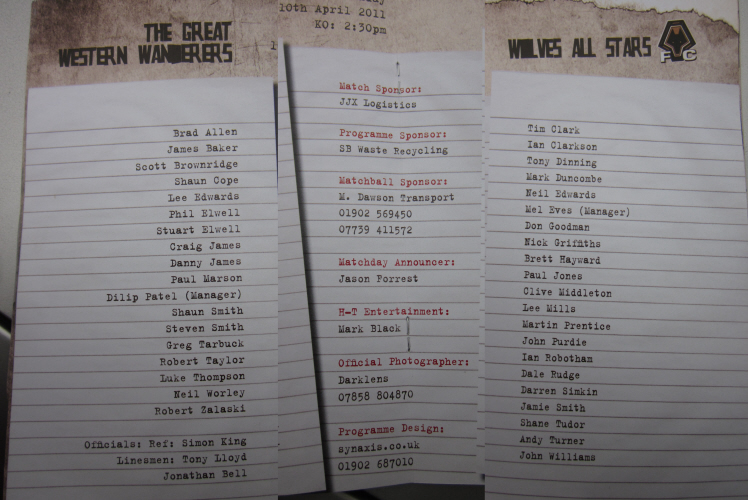 THE GREAT
WESTERN WANDERERS
Brad Allen
James Baker
Scott Brownridge
Shaun Cope
Lee Edwards
Phil Elwell
Stuart Elwell
Craig James
Danny James
Paul Marson
Dilip Patel (Manager)
Shaun Smith
Steven Smith
Greg Tarbuck
Robert Taylor
Luke Thompson
Neil Worley
Robert Zalaski
Officials: Ref: Simon King
Linesmen: Tony Lloyd
Jonathan Bell
10th April 2011
KO: 2:30pm
Match Sponsor:
JJX Logistics
Programme Sponsor:
SB Waste Recycling
Matchball Sponsor:
M. Dawson Transport
01902 569450
07739 411572
Matchday Announcer:
Jason Forrest
H-T Entertainment:
Mark Black
Official Photographer:
Darklens
07858 804870
Programme Design:
synaxis.co.uk
01902 687010
WOLVES ALL STARS
FC
Tim Clark
Ian Clarkson
Tony Dinning
Mark Duncombe
Neil Edwards
Mel Eves (Manager)
Don Goodman
Nick Griffiths
Brett Hayward
Paul Jones
Clive Middleton
Lee Mills
Martin Prentice
John Purdie
Ian Robotham
Dale Rudge
Darren Simkin
Jamie Smith
Shane Tudor
Andy Turner
John Williams